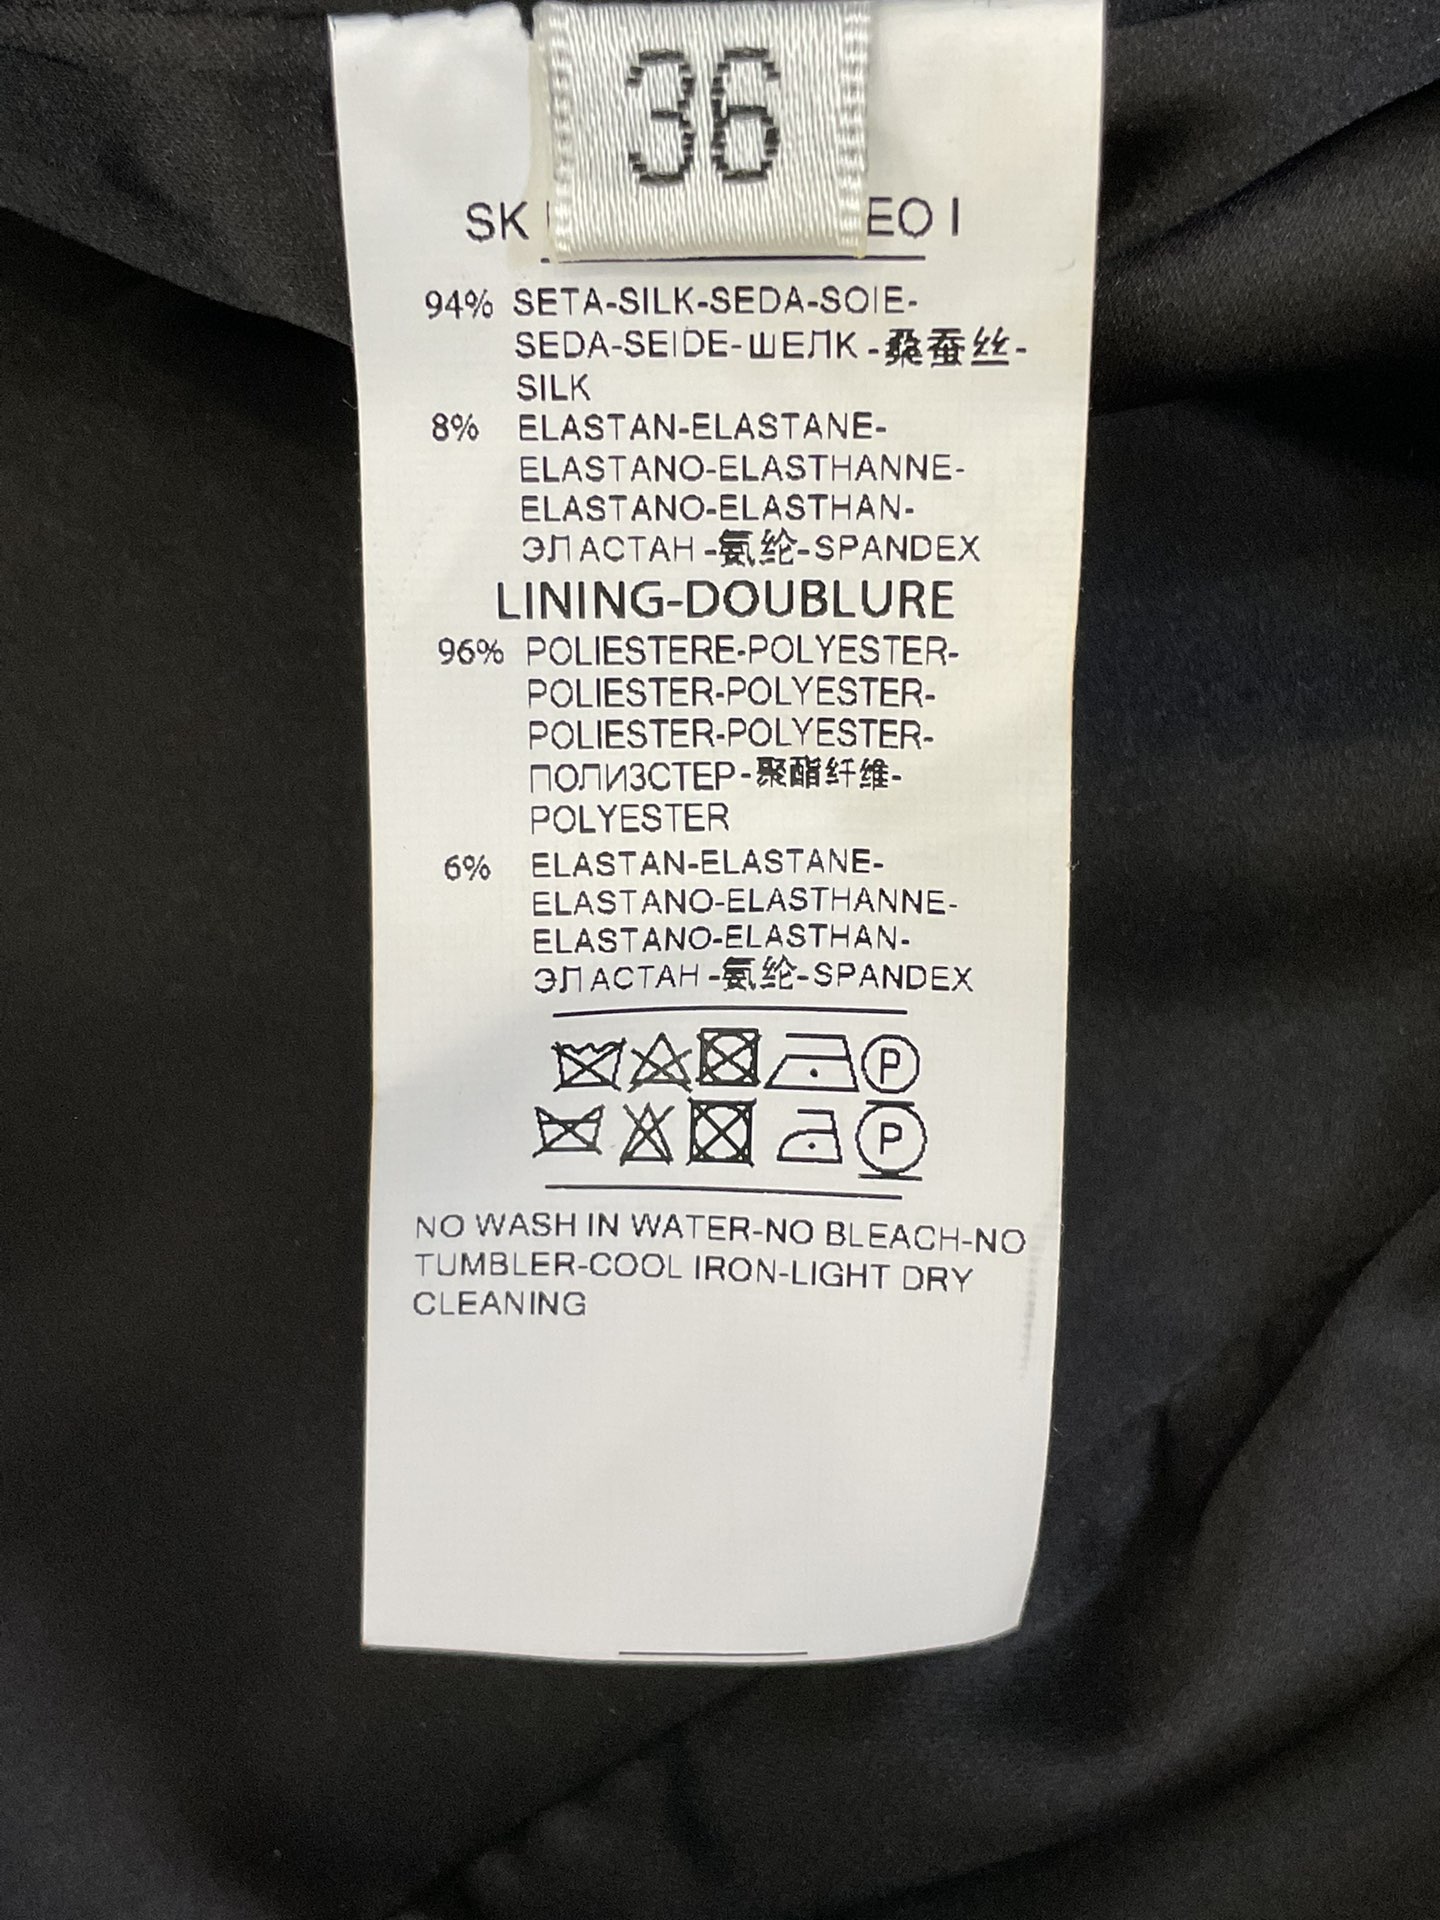 36
SK EO I
94% SETA-SILK-SEDA-SOIE-
SEDA-SEIDE-ШЕЛК-桑蚕丝-
SILK
8% ELASTAN-ELASTANE-
ELASTANO-ELASTHANNE-
ELASTANO-ELASTHAN-
ЭЛАСТАН-氨纶-SPANDEX
LINING-DOUBLURE
96% POLIESTERE-POLYESTER-
POLIESTER-POLYESTER-
POLIESTER-POLYESTER-
ПОЛИЗСТЕР-聚酯纤维-
POLYESTER
6% ELASTAN-ELASTANE-
ELASTANO-ELASTHANNE-
ELASTANO-ELASTHAN-
ЭЛАСТАН-氨纶-SPANDEX
P
P
NO WASH IN WATER-NO BLEACH-NO
TUMBLER-COOL IRON-LIGHT DRY
CLEANING